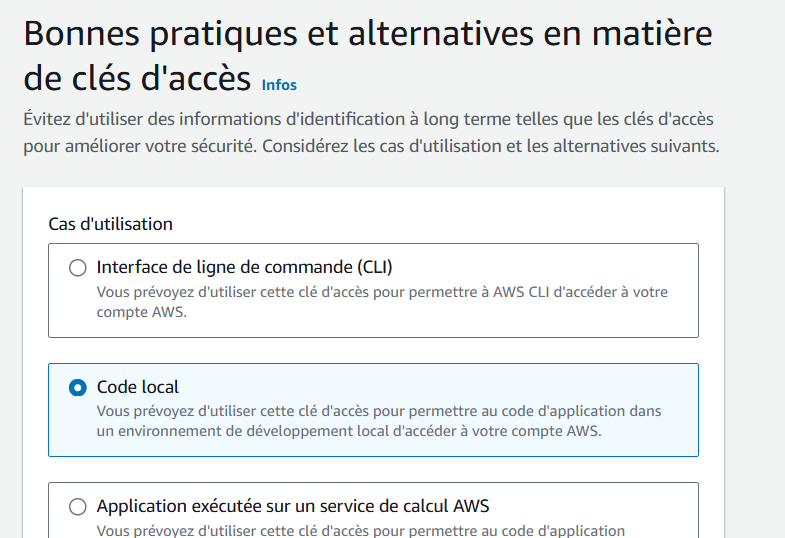 Bonnes pratiques et alternatives en matière
de clés d'accès Infos
Évitez d'utiliser des informations d'identification à long terme telles que les clés d'accès
pour améliorer votre sécurité. Considérez les cas d'utilisation et les alternatives suivants.
Cas d'utilisation
Interface de ligne de commande (CLI)
Vous prévoyez d'utiliser cette clé d'accès pour permettre à AWS CLI d'accéder à votre
compte AWS.
Code local
Vous prévoyez d'utiliser cette clé d'accès pour permettre au code d'application dans
un environnement de développement local d'accéder à votre compte AWS.
Application exécutée sur un service de calcul AWS
Vous prévoyez d'utiliser cette clé d'accès pour permettre au code d'application